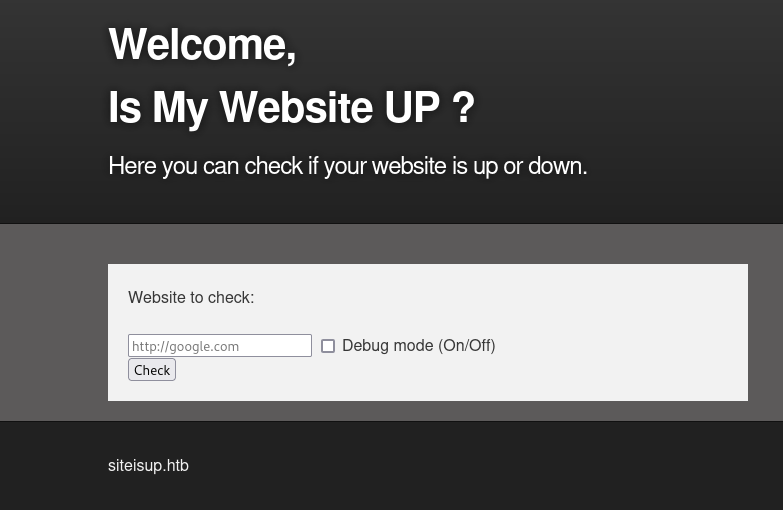 Welcome,
Is My Website UP ?
Here you can check if your website is up or down.
Website to check:
http://google.com Debug mode (On/Off)
Check
siteisup.htb